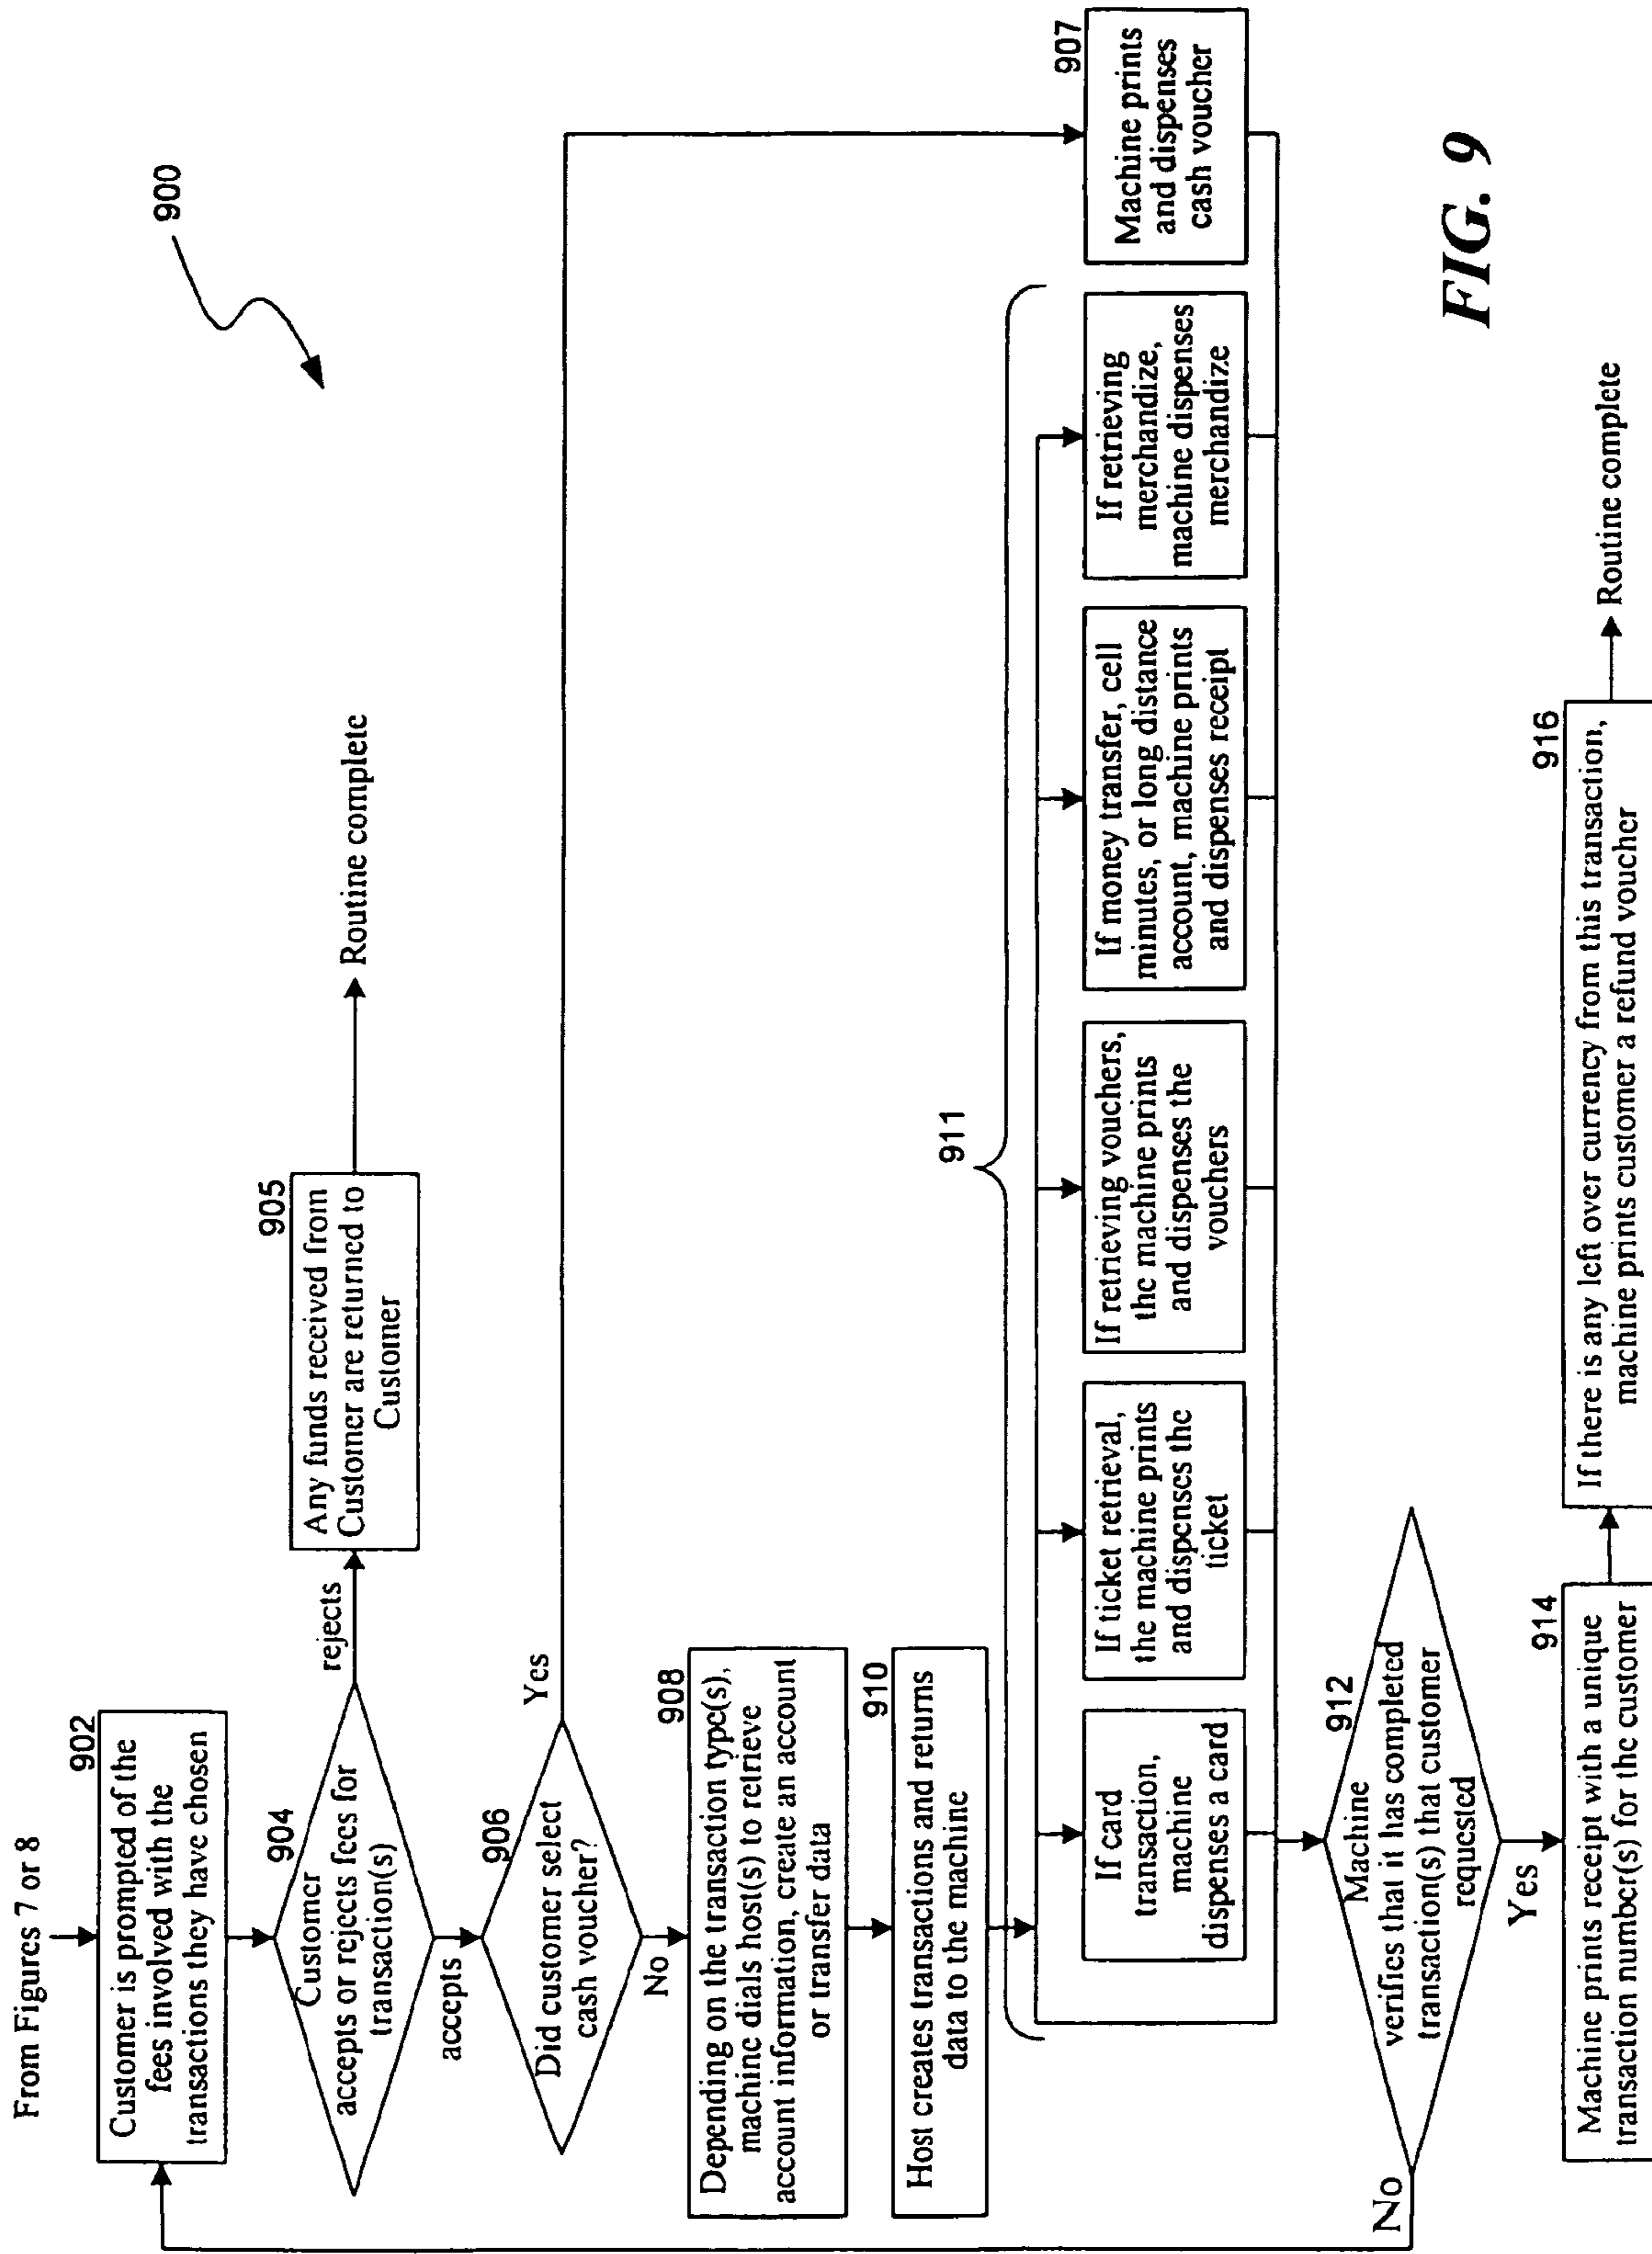 From Figures 7 or 8
900
902
Customer is prompted of the
fees involved with the
transactions they have chosen
904
Customer
accepts or rejects fees for
transaction(s)
rejects
905
Any funds received from
Customer are returned to
Customer
Routine complete
accepts
906
Did customer select
cash voucher?
Yes
No
908
Depending on the transaction type(s),
machine dials host(s) to retrieve
account information, create an account
or transfer data
910
Host creates transactions and returns
data to the machine
911
If card
transaction,
machine
dispenses a card
If ticket retrieval,
the machine prints
and dispenses the
ticket
If retrieving vouchers,
the machine prints
and dispenses the
vouchers
If money transfer, cell
minutes, or long distance
account, machine prints
and dispenses receipt
If retrieving
merchandize,
machine dispenses
merchandize
907
Machine prints
and dispenses
cash voucher
912
Machine
verifies that it has completed
transaction(s) that customer
requested
No
Yes
914
Machine prints receipt with a unique
transaction number(s) for the customer
916
If there is any left over currency from this transaction,
machine prints customer a refund voucher
Routine complete
FIG. 9